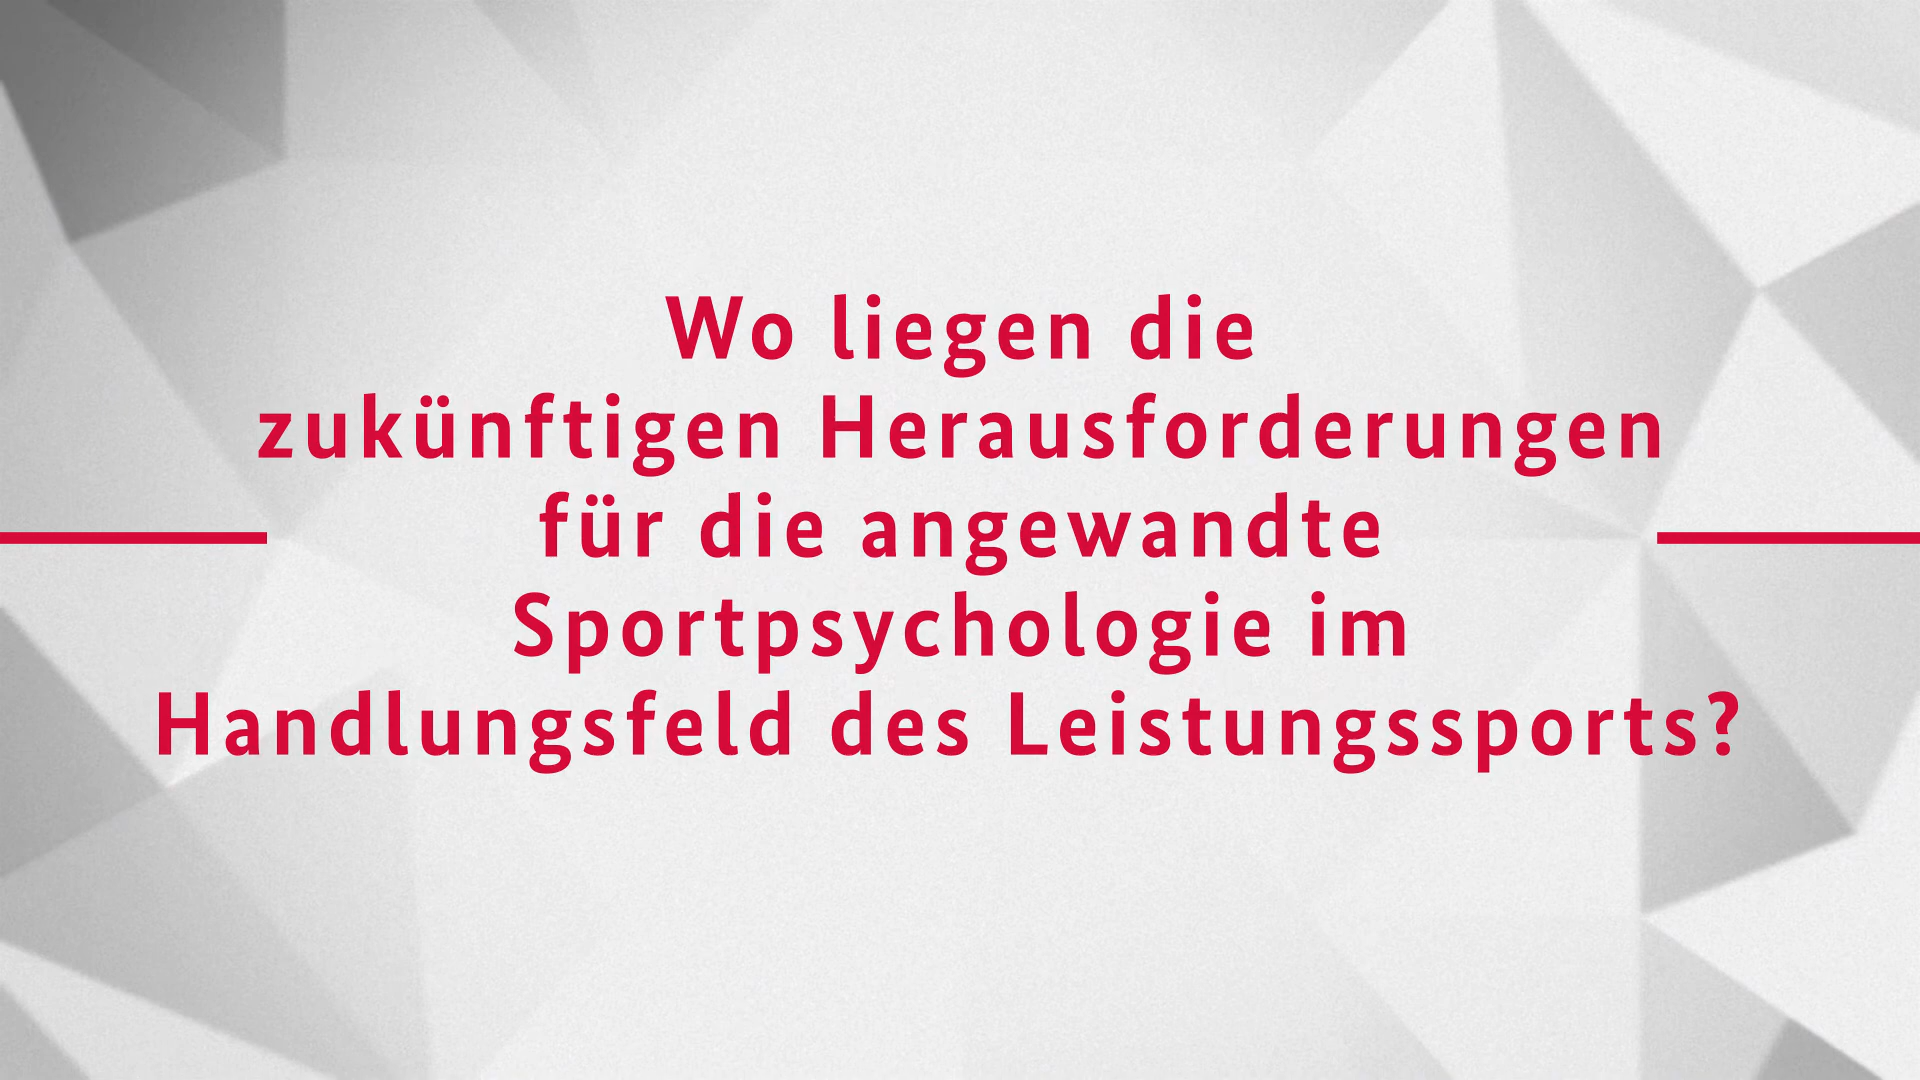 Wo liegen die
zukünftigen Herausforderungen
für die angewandte
Sportpsychologie im
Handlungsfeld des Leistungssports?